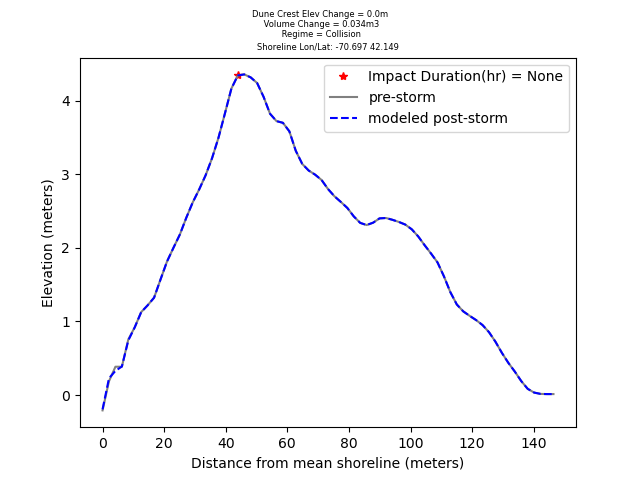 Dune Crest Elev Change = 0.0m
Volume Change = 0.034m3
Regime = Collision
Shoreline Lon/Lat: -70.697 42.149
Impact Duration(hr) = None
pre-storm
modeled post-storm
4
3
2
1
0
Elevation (meters)
0 20 40 60 80 100 120 140
Distance from mean shoreline (meters)